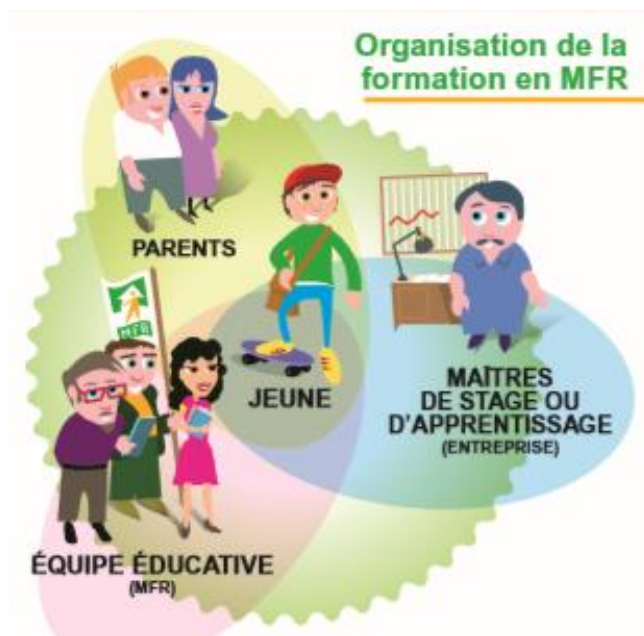 Organisation de la
formation en MFR
PARENTS
MFR
JEUNE
MAÎTRES
DE STAGE OU
D'APPRENTISSAGE
(ENTREPRISE)
ÉQUIPE ÉDUCATIVE
(MFR)